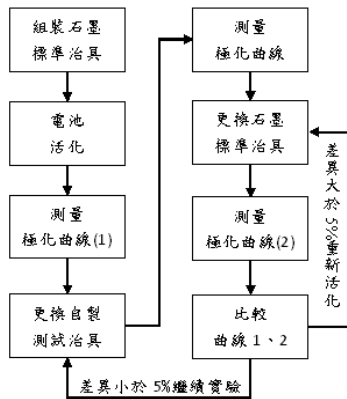 組裝石墨
標準治具
電池
活化
測量
極化曲線(1)
更換自製
測試治具
測量
極化曲線
更換石墨
標準治具
測量
極化曲線(2)
比較
曲線1、2
差異大於5%重新活化
差異小於5%繼續實驗